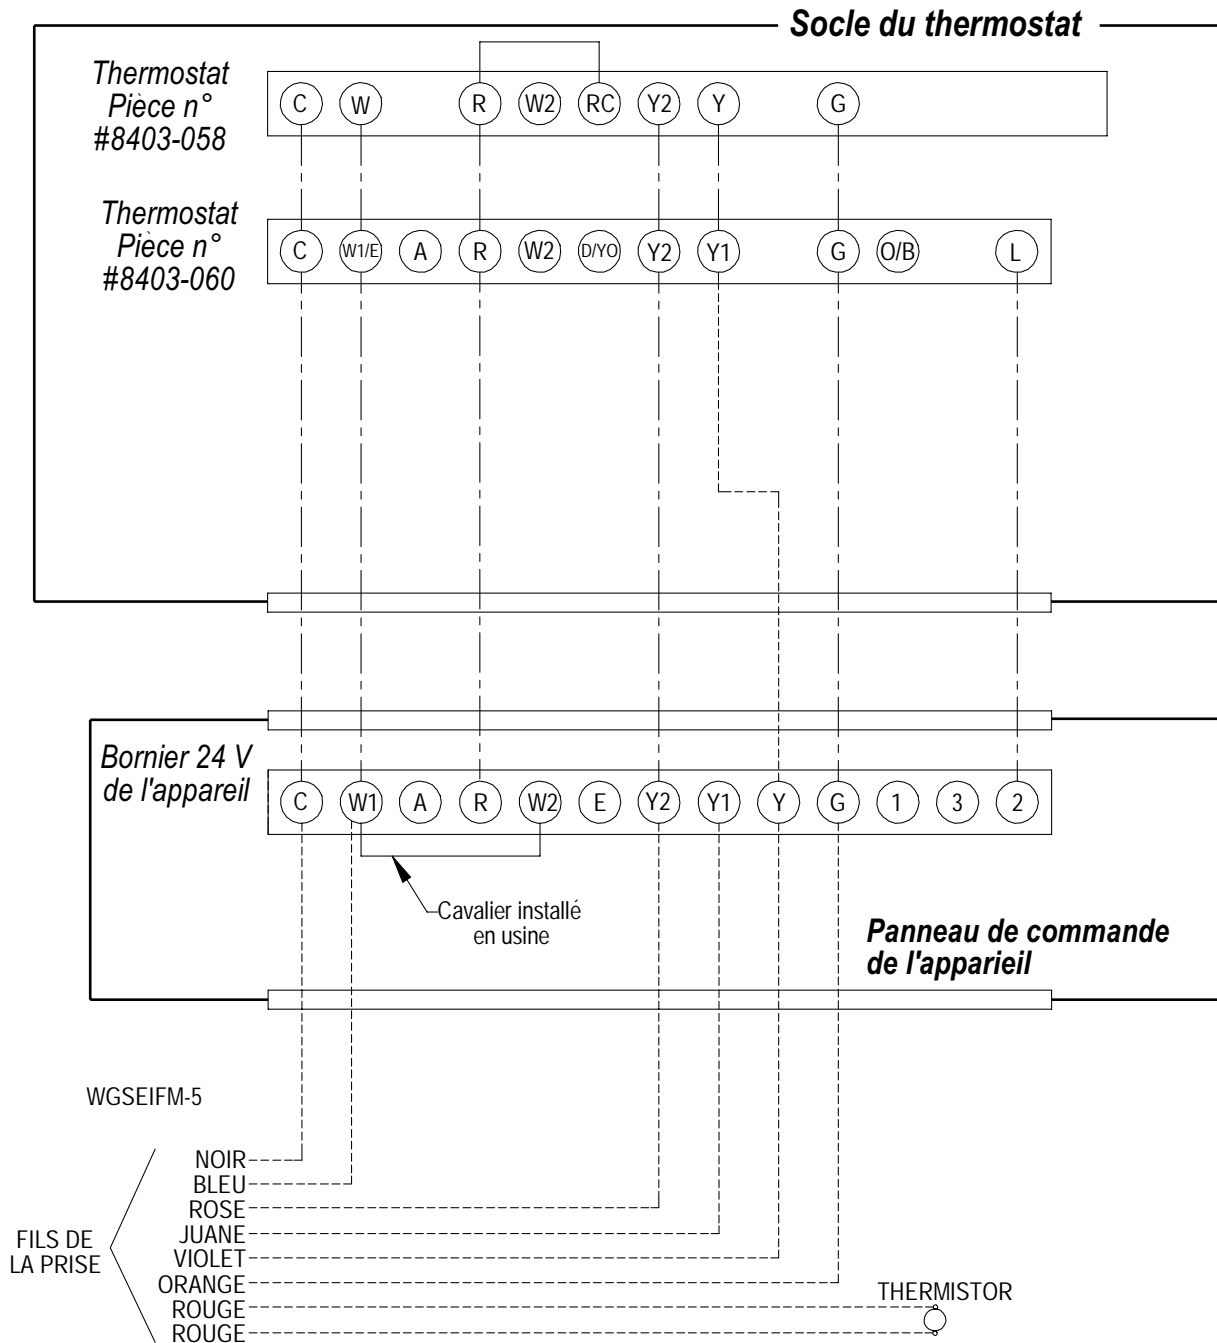 Socle du thermostat
Thermostat
Pièce n°
#8403-058
C W R W2 RC Y2 Y G
Thermostat
Pièce n°
#8403-060
C W1/E A R W2 D/YO Y2 Y1 G O/B L
Bornier 24 V
de l'appareil
C W1 A R W2 E Y2 Y1 Y G 1 3 2
Cavalier installé
en usine
Panneau de commande
de l'apparieil
WGSEIFM-5
FILS DE
LA PRISE
NOIR
BLEU
ROSE
JUANE
VIOLET
ORANGE
ROUGE
ROUGE
THERMISTOR